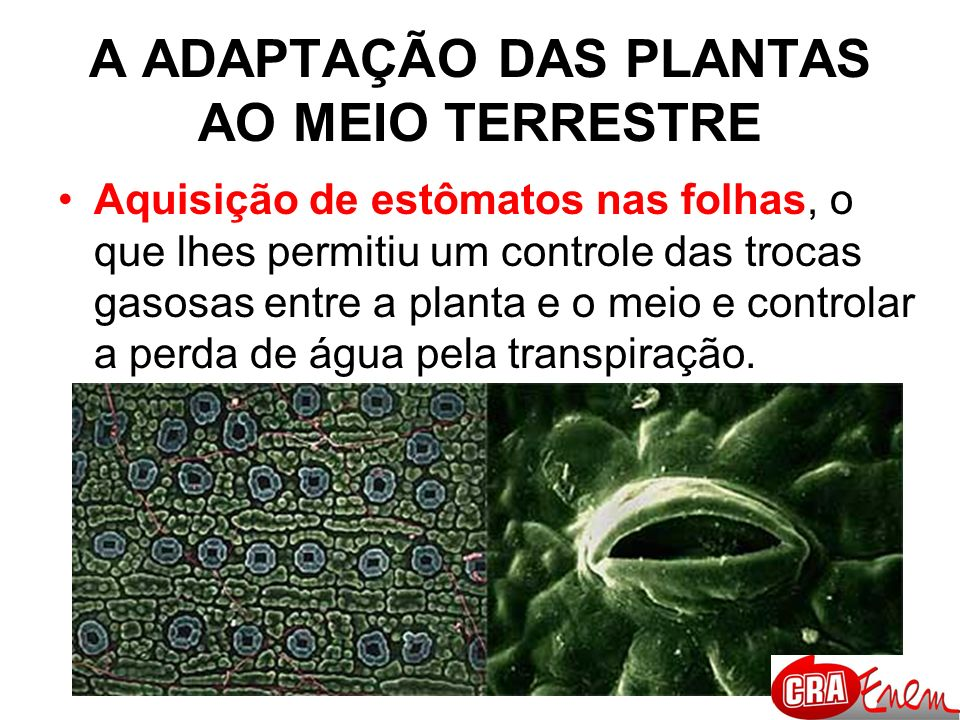 A ADAPTAÇÃO DAS PLANTAS
AO MEIO TERRESTRE
• Aquisição de estômatos nas folhas, o
que lhes permitiu um controle das trocas
gasosas entre a planta e o meio e controlar
a perda de água pela transpiração.
CRA Enem